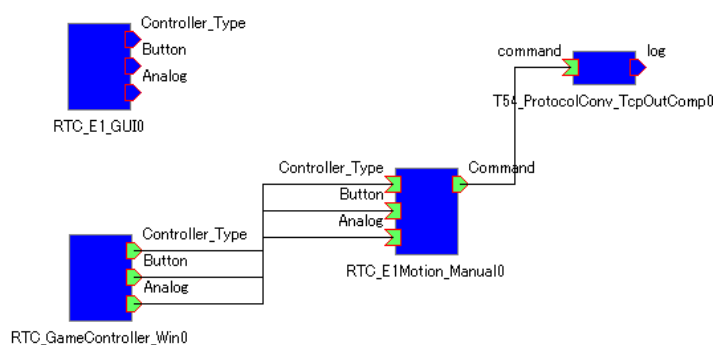 Controller_Type
Button
Analog
RTC_E1_GUI0
command
log
T54_ProtocolConv_TcpOutComp0
Controller_Type
Command
Button
Analog
RTC_E1Motion_Manual0
Controller_Type
Button
Analog
RTC_GameController_Win0